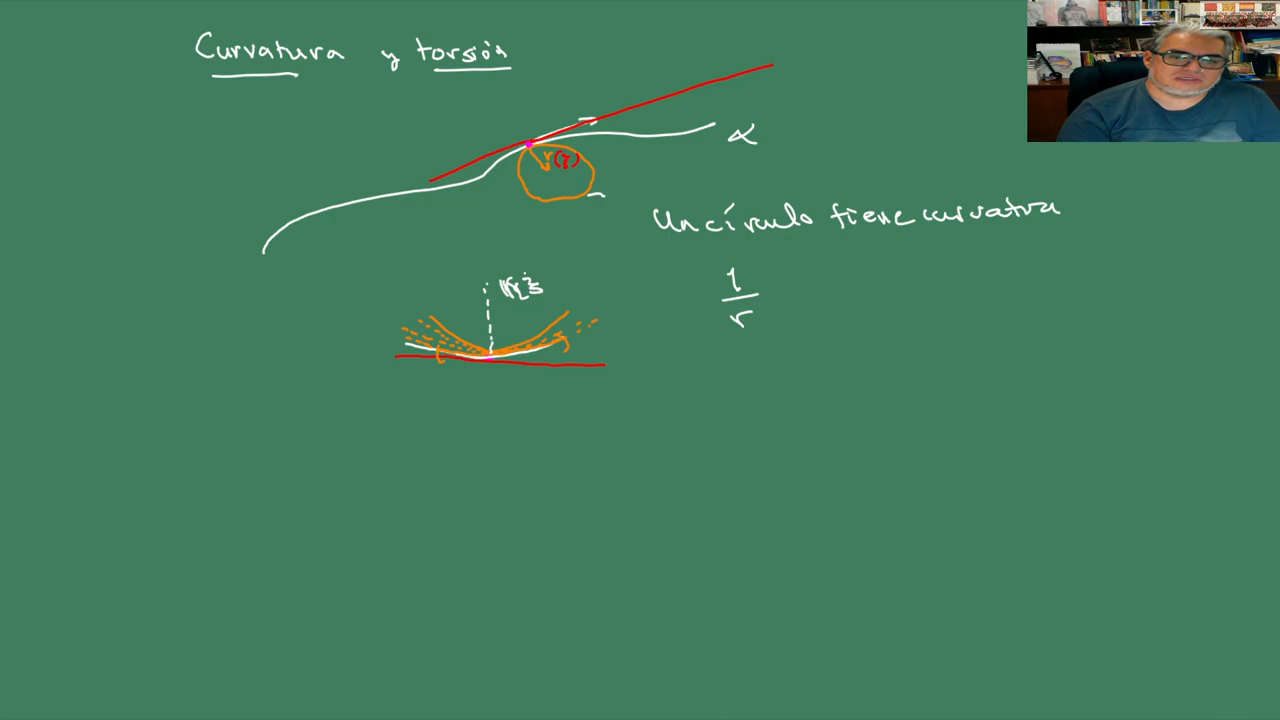 Curvatura y torsión
α
r(q)
Un círculo tiene curvatura
1
r